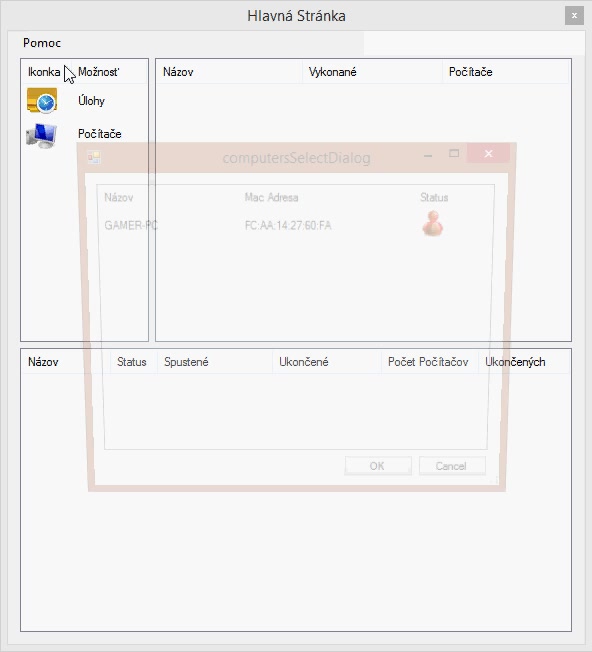 Hlavná Stránka
Pomoc
Ikonka Možnosť
Názov Vykonané Počítače
Úlohy
Počítače
computersSelectDialog
Názov Mac Adresa Status
GAMER-PC FC:AA:14:27:60:FA
Názov Status Spustené Ukončené Počet Počítačov Ukončených
OK Cancel